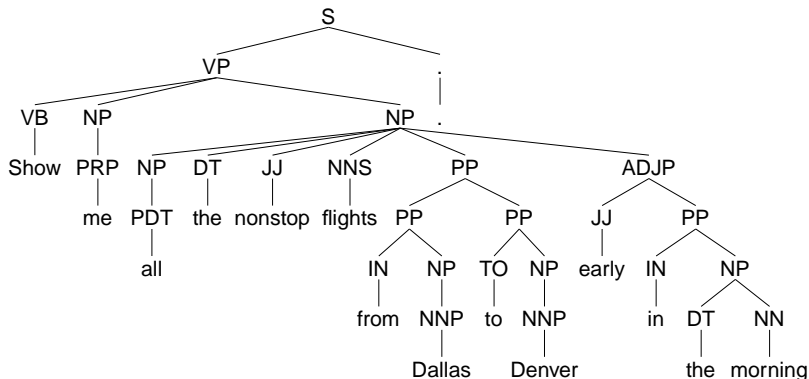 S
VP .
VB NP NP .
Show PRP NP DT JJ NNS PP ADJP
me PDT the nonstop flights PP PP JJ PP
all IN NP TO NP early IN NP
from NNP to NNP in DT NN
Dallas Denver the morning